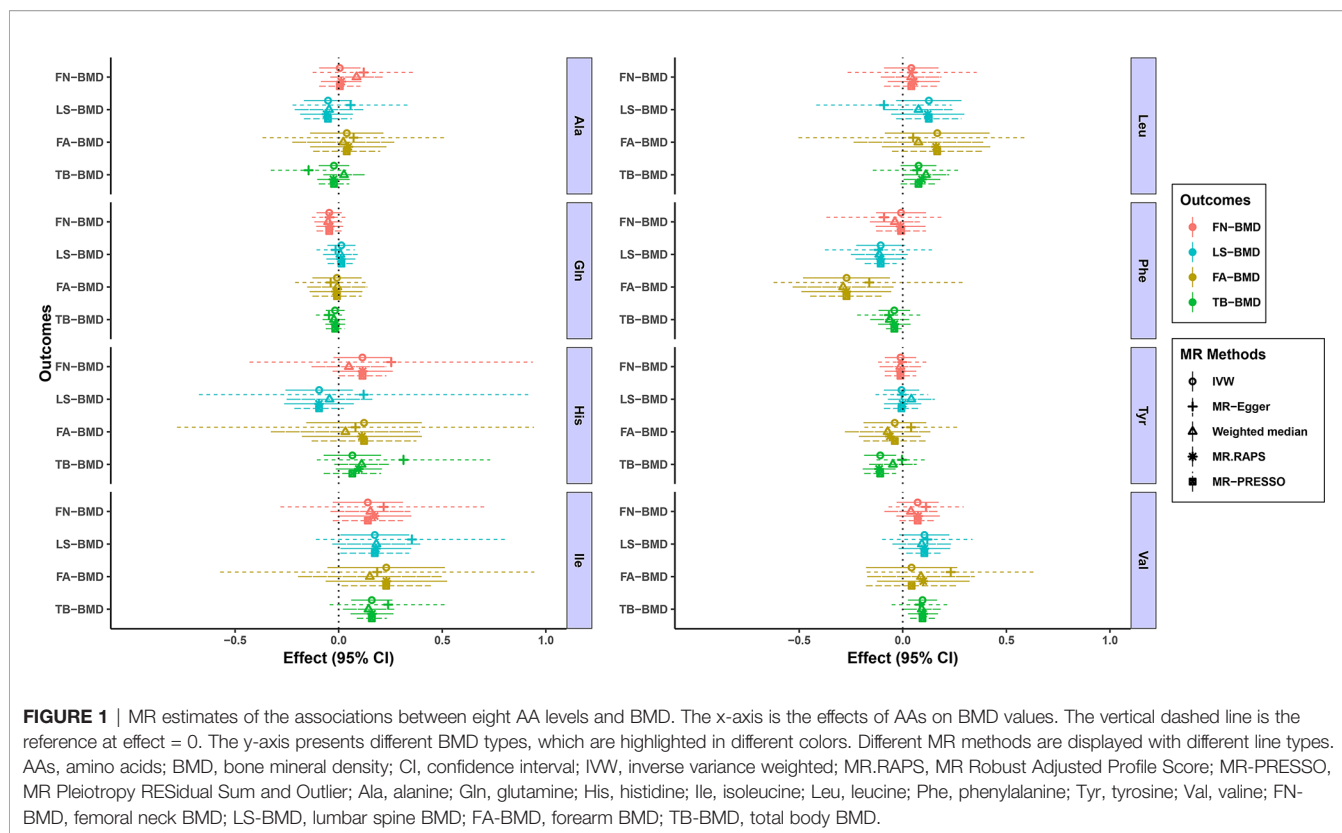 Outcomes
FN−BMD
LS−BMD
FA−BMD
TB−BMD
Ala
FN−BMD
LS−BMD
FA−BMD
TB−BMD
Gln
FN−BMD
LS−BMD
FA−BMD
TB−BMD
His
FN−BMD
LS−BMD
FA−BMD
TB−BMD
Ile
−0.5 0.0 0.5 1.0
Effect (95% CI)
FN−BMD
LS−BMD
FA−BMD
TB−BMD
Leu
FN−BMD
LS−BMD
FA−BMD
TB−BMD
Phe
FN−BMD
LS−BMD
FA−BMD
TB−BMD
Tyr
FN−BMD
LS−BMD
FA−BMD
TB−BMD
Val
−0.5 0.0 0.5 1.0
Effect (95% CI)
Outcomes
FN−BMD
LS−BMD
FA−BMD
TB−BMD
MR Methods
IVW
MR−Egger
Weighted median
MR.RAPS
MR−PRESSO
FIGURE 1 | MR estimates of the associations between eight AA levels and BMD. The x-axis is the effects of AAs on BMD values. The vertical dashed line is the
reference at effect = 0. The y-axis presents different BMD types, which are highlighted in different colors. Different MR methods are displayed with different line types.
AAs, amino acids; BMD, bone mineral density; CI, confidence interval; IVW, inverse variance weighted; MR.RAPS, MR Robust Adjusted Profile Score; MR-PRESSO,
MR Pleiotropy RESidual Sum and Outlier; Ala, alanine; Gln, glutamine; His, histidine; Ile, isoleucine; Leu, leucine; Phe, phenylalanine; Tyr, tyrosine; Val, valine; FN-
BMD, femoral neck BMD; LS-BMD, lumbar spine BMD; FA-BMD, forearm BMD; TB-BMD, total body BMD.